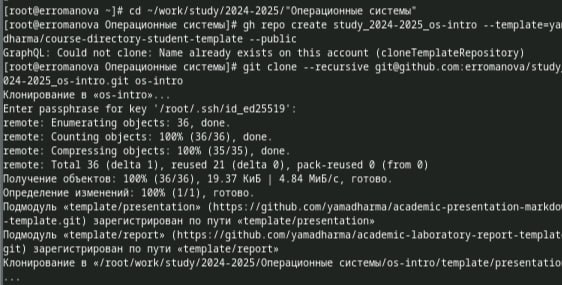 [root@erromanova ~]# cd ~/work/study/2024-2025/"Операционные системы"
[root@erromanova Операционные системы]# gh repo create study_2024-2025_os-intro --template=yam
dharma/course-directory-student-template --public
GraphQL: Could not clone: Name already exists on this account (cloneTemplateRepository)
[root@erromanova Операционные системы]# git clone --recursive git@github.com:erromanova/study_
024-2025_os-intro.git os-intro
Клонирование в «os-intro»...
Enter passphrase for key '/root/.ssh/id_ed25519':
remote: Enumerating objects: 36, done.
remote: Counting objects: 100% (36/36), done.
remote: Compressing objects: 100% (35/35), done.
remote: Total 36 (delta 1), reused 21 (delta 0), pack-reused 0 (from 0)
Получение объектов: 100% (36/36), 19.37 КиБ | 4.84 МиБ/с, готово.
Определение изменений: 100% (1/1), готово.
Подмодуль «template/presentation» (https://github.com/yamadharma/academic-presentation-markdow
-template.git) зарегистрирован по пути «template/presentation»
Подмодуль «template/report» (https://github.com/yamadharma/academic-laboratory-report-template
git) зарегистрирован по пути «template/report»
Клонирование в «/root/work/study/2024-2025/Операционные системы/os-intro/template/presentatio
...